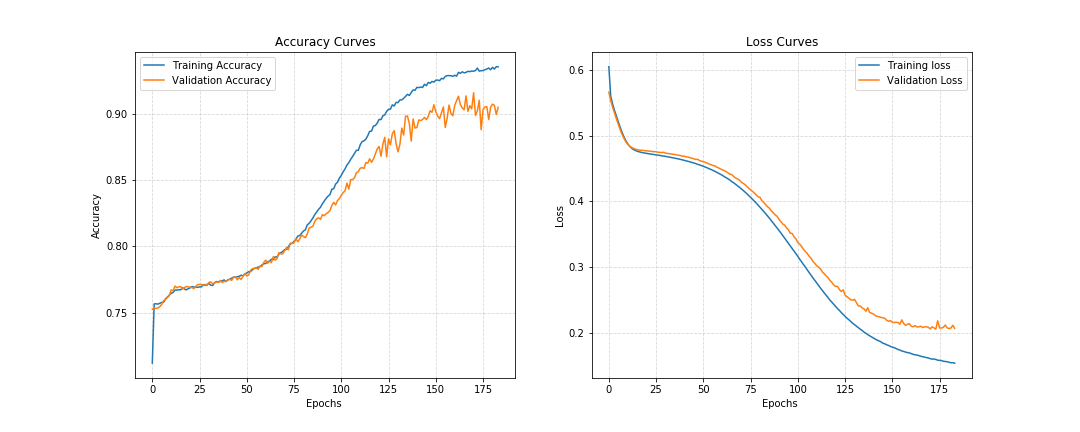 Accuracy Curves
Training Accuracy
Validation Accuracy
0.90
0.85
0.80
0.75
Accuracy
0 25 50 75 100 125 150 175
Epochs
Loss Curves
Training loss
Validation Loss
0.6
0.5
0.4
0.3
0.2
Loss
0 25 50 75 100 125 150 175
Epochs